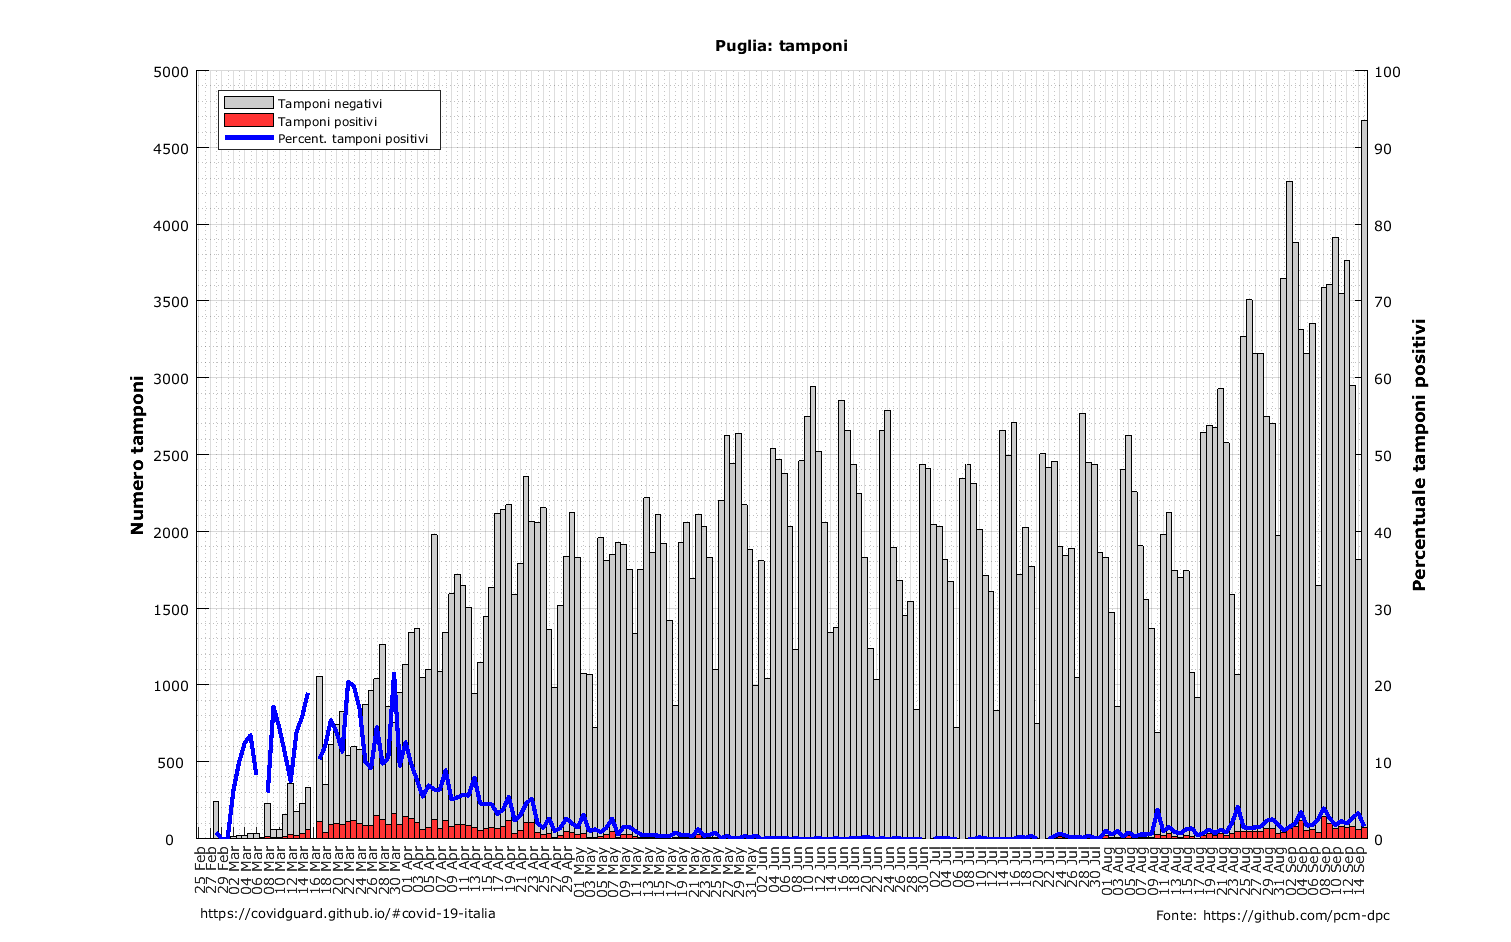 Puglia: tamponi
Tamponi negativi
Tamponi positivi
Percent. tamponi positivi
Numero tamponi
5000
4500
4000
3500
3000
2500
2000
1500
1000
500
0
Percentuale tamponi positivi
100
90
80
70
60
50
40
30
20
10
0
25 Feb
27 Feb
29 Feb
02 Mar
04 Mar
06 Mar
08 Mar
10 Mar
12 Mar
14 Mar
16 Mar
18 Mar
20 Mar
22 Mar
24 Mar
26 Mar
28 Mar
30 Mar
01 Apr
03 Apr
05 Apr
07 Apr
09 Apr
11 Apr
13 Apr
15 Apr
17 Apr
19 Apr
21 Apr
23 Apr
25 Apr
27 Apr
29 Apr
01 May
03 May
05 May
07 May
09 May
11 May
13 May
15 May
17 May
19 May
21 May
23 May
25 May
27 May
29 May
31 May
02 Jun
04 Jun
06 Jun
08 Jun
10 Jun
12 Jun
14 Jun
16 Jun
18 Jun
20 Jun
22 Jun
24 Jun
26 Jun
28 Jun
30 Jun
02 Jul
04 Jul
06 Jul
08 Jul
10 Jul
12 Jul
14 Jul
16 Jul
18 Jul
20 Jul
22 Jul
24 Jul
26 Jul
28 Jul
30 Jul
01 Aug
03 Aug
05 Aug
07 Aug
09 Aug
11 Aug
13 Aug
15 Aug
17 Aug
19 Aug
21 Aug
23 Aug
25 Aug
27 Aug
29 Aug
31 Aug
02 Sep
04 Sep
06 Sep
08 Sep
10 Sep
12 Sep
14 Sep
https://covidguard.github.io/#covid-19-italia
Fonte: https://github.com/pcm-dpc